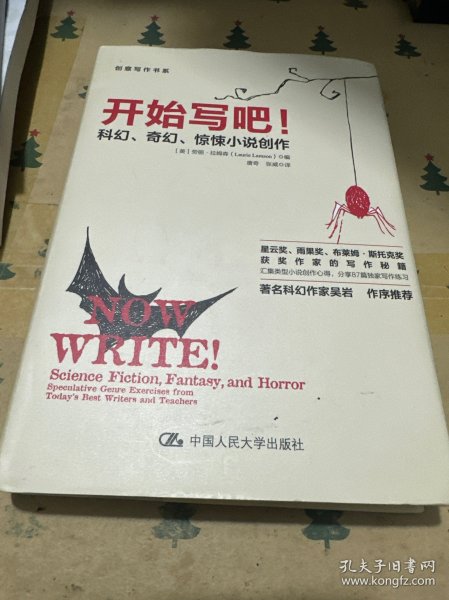 创意写作书系
开始写吧！
科幻、奇幻、惊悚小说创作
［美］劳丽·拉姆森（Laurie Lamson）◎编
唐奇 张威◎译
星云奖、雨果奖、布莱姆·斯托克奖
获奖作家的写作秘籍
汇集类型小说创作心得，分享87篇独家写作练习
著名科幻作家吴岩 作序推荐
NOW
WRITE!
Science Fiction, Fantasy, and Horror
Speculative Genre Exercises from
Today's Best Writers and Teachers
中国人民大学出版社
孔夫子旧书网
www.kongfz.com